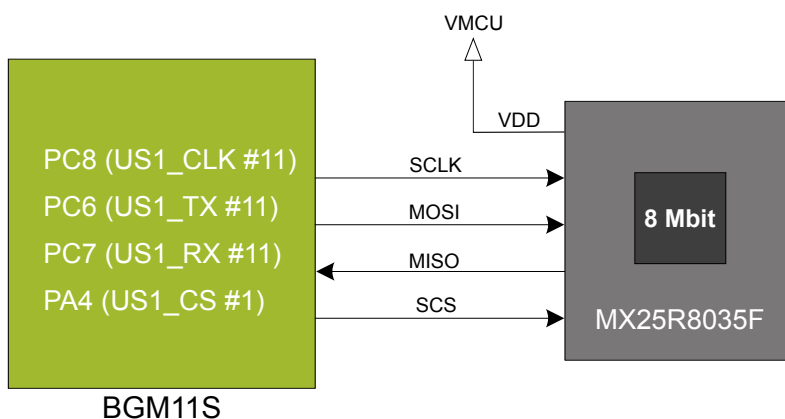 VMCU
VDD
PC8 (US1_CLK #11)
SCLK
PC6 (US1_TX #11)
MOSI
8 Mbit
PC7 (US1_RX #11)
MISO
PA4 (US1_CS #1)
SCS
MX25R8035F
BGM11S